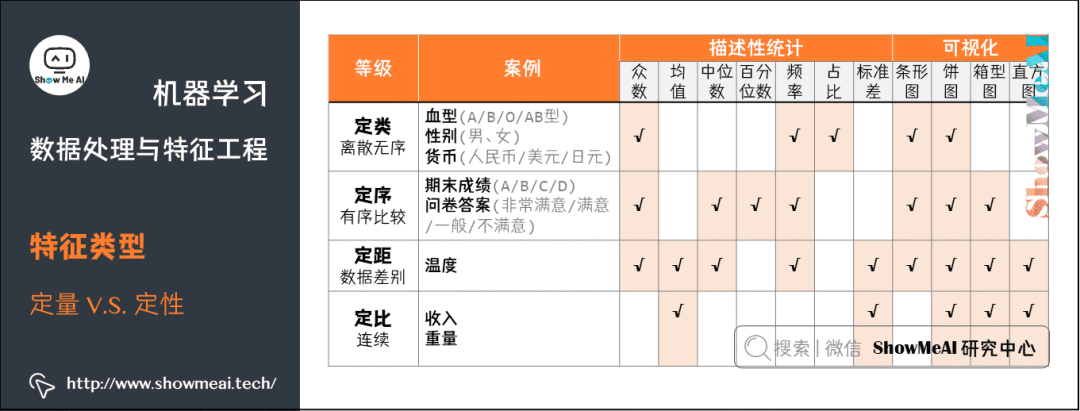 AI
Show Me AI
机器学习
数据处理与特征工程
特征类型
定量 V.S. 定性
http://www.showmeai.tech/
等级 案例 描述性统计 可视化
众数 均值 中位数 百分位数 频率 占比 标准差 条形图 饼图 箱型图 直方图
定类
离散无序
血型(A/B/O/AB型)
性别(男、女)
货币(人民币/美元/日元)
√ √ √ √ √
定序
有序比较
期末成绩(A/B/C/D)
问卷答案(非常满意/满意
/一般/不满意)
√ √ √ √ √ √ √
定距
数据差别
温度
√ √ √ √ √ √ √ √ √
定比
连续
收入
重量
√ √ √ √ √
搜索 | 微信 ShowMeAI 研究中心
ShowMeAI